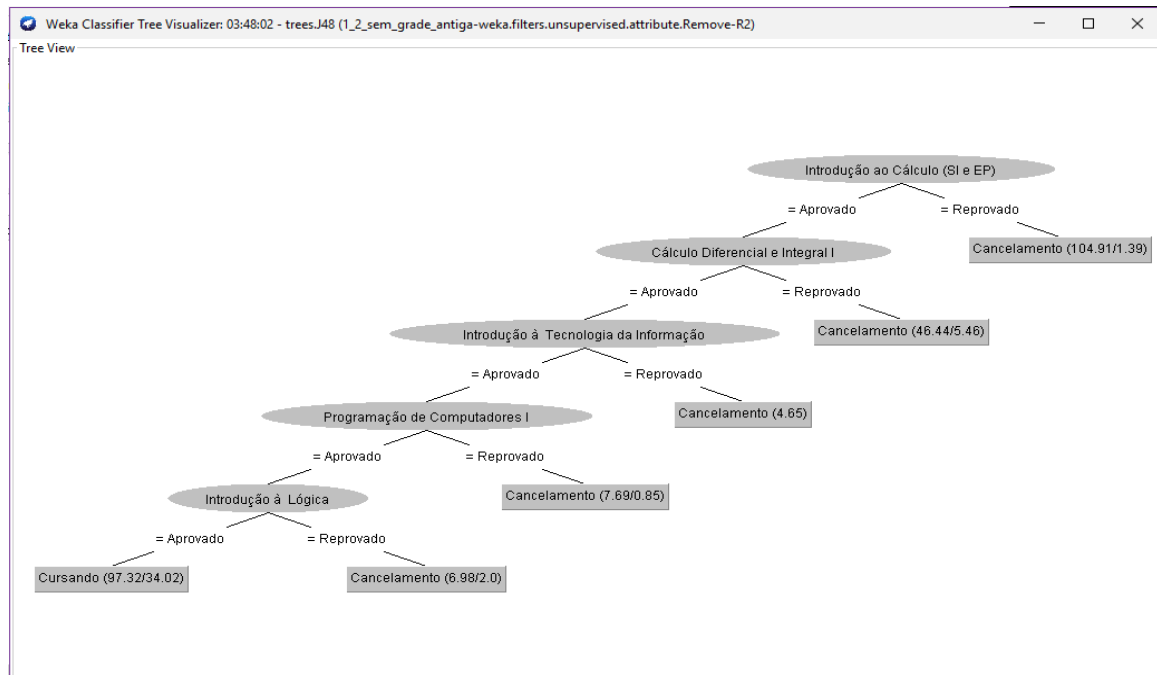 Weka Classifier Tree Visualizer: 03:48:02 - trees.J48 (1_2_sem_grade_antiga-weka.filters.unsupervised.attribute.Remove-R2)
Tree View
Introdução ao Cálculo (SI e EP)
= Aprovado
= Reprovado
Cálculo Diferencial e Integral I
Cancelamento (104.91/1.39)
= Aprovado
= Reprovado
Introdução à  Tecnologia da Informação
Cancelamento (46.44/5.46)
= Aprovado
= Reprovado
Programação de Computadores I
Cancelamento (4.65)
= Aprovado
= Reprovado
Introdução à  Lógica
Cancelamento (7.69/0.85)
= Aprovado
= Reprovado
Cursando (97.32/34.02)
Cancelamento (6.98/2.0)